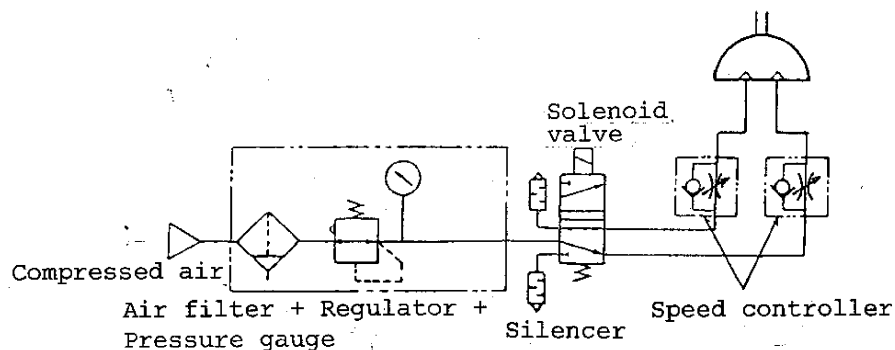 Solenoid
valve
Compressed air
Air filter + Regulator +
Pressure gauge
Silencer
Speed controller